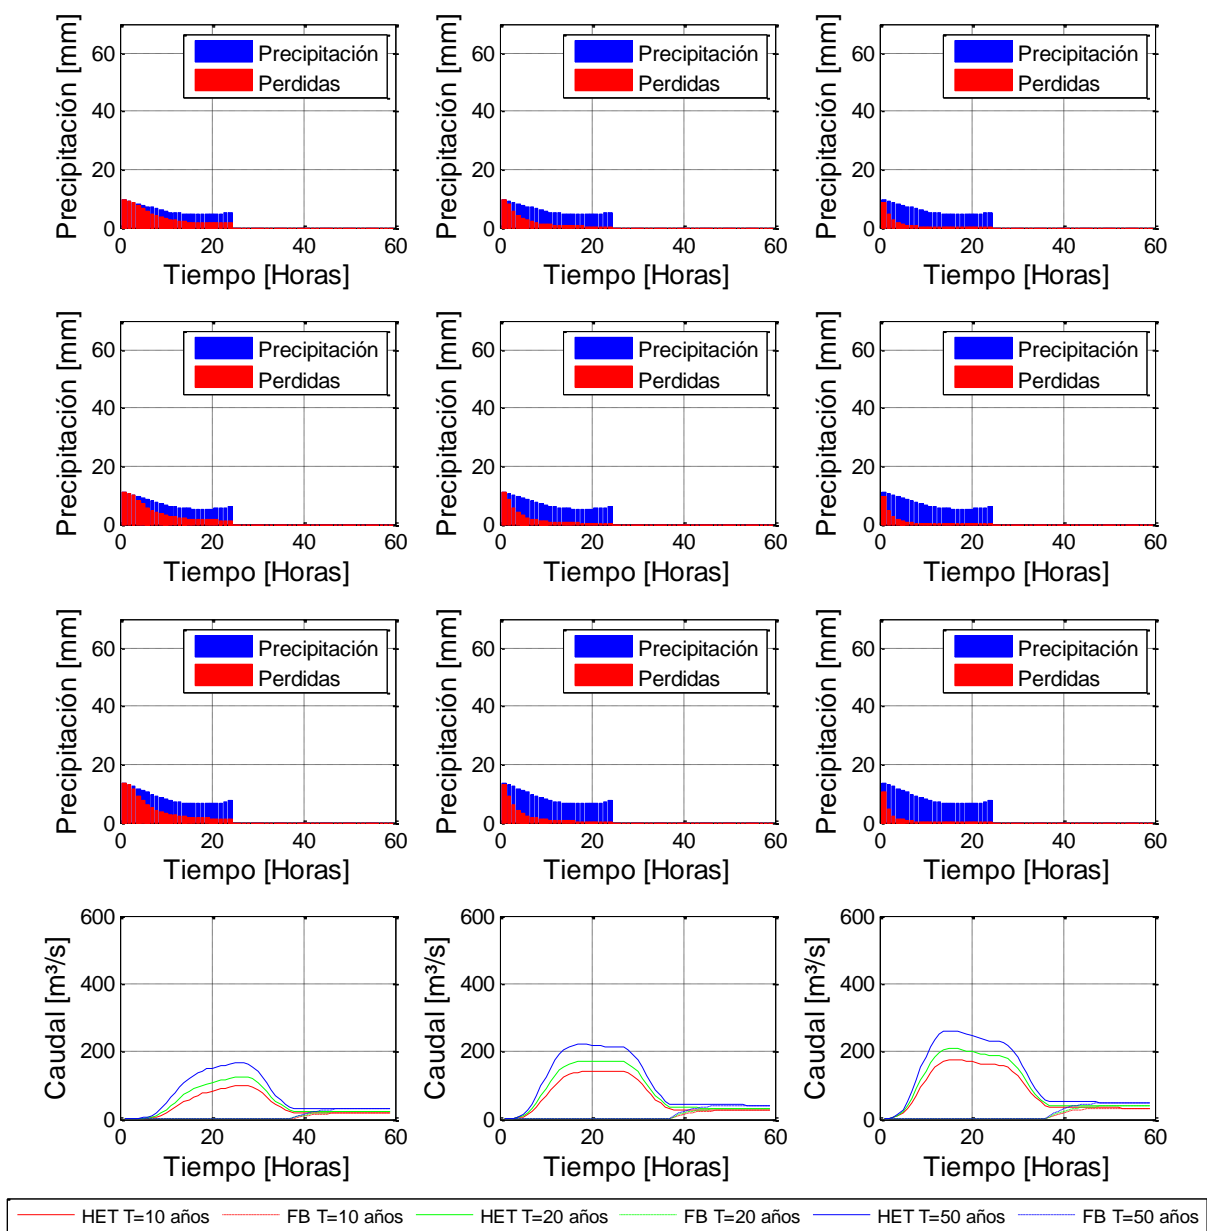 Precipitación [mm]
60
40
20
0
0 20 40 60
Tiempo [Horas]
Precipitación
Perdidas
Precipitación [mm]
60
40
20
0
0 20 40 60
Tiempo [Horas]
Precipitación
Perdidas
Precipitación [mm]
60
40
20
0
0 20 40 60
Tiempo [Horas]
Precipitación
Perdidas
Precipitación [mm]
60
40
20
0
0 20 40 60
Tiempo [Horas]
Precipitación
Perdidas
Precipitación [mm]
60
40
20
0
0 20 40 60
Tiempo [Horas]
Precipitación
Perdidas
Precipitación [mm]
60
40
20
0
0 20 40 60
Tiempo [Horas]
Precipitación
Perdidas
Precipitación [mm]
60
40
20
0
0 20 40 60
Tiempo [Horas]
Precipitación
Perdidas
Precipitación [mm]
60
40
20
0
0 20 40 60
Tiempo [Horas]
Precipitación
Perdidas
Precipitación [mm]
60
40
20
0
0 20 40 60
Tiempo [Horas]
Precipitación
Perdidas
Caudal [m³/s]
600
400
200
0
0 20 40 60
Tiempo [Horas]
Caudal [m³/s]
600
400
200
0
0 20 40 60
Tiempo [Horas]
Caudal [m³/s]
600
400
200
0
0 20 40 60
Tiempo [Horas]
HET T=10 años FB T=10 años HET T=20 años FB T=20 años HET T=50 años FB T=50 años